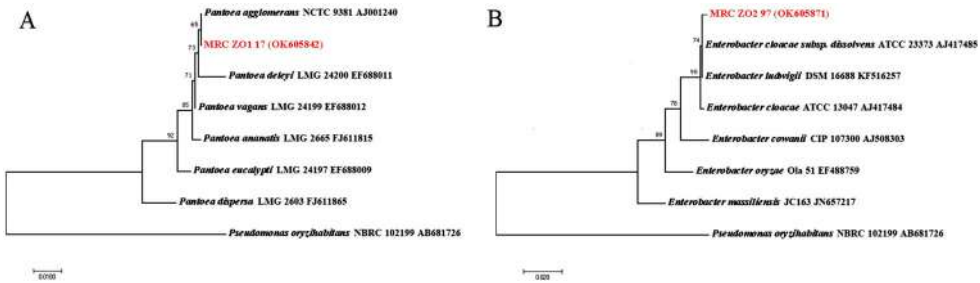 A
Pantoea agglomerans NCTC 9381 AJ001240
65
MRC ZO1 17 (OK605842)
73
Pantoea deleyi LMG 24200 EF688011
71
Pantoea vagans LMG 24199 EF688012
85
Pantoea ananatis LMG 2665 FJ611815
92
Pantoea eucalypti LMG 24197 EF688009
Pantoea dispersa LMG 2603 FJ611865
Pseudomonas oryzihabitans NBRC 102199 AB681726
0.0100
B
MRC ZO2 97 (OK605871)
74
Enterobacter cloacae subsp. dissolvens ATCC 23373 AJ417485
Enterobacter ludwigii DSM 16688 KF516257
Enterobacter cloacae ATCC 13047 AJ417484
78
Enterobacter cowanii CIP 107300 AJ508303
Enterobacter oryzae Ola 51 EF488759
Enterobacter massiliensis JC163 JN657217
Pseudomonas oryzihabitans NBRC 102199 AB681726
0.020